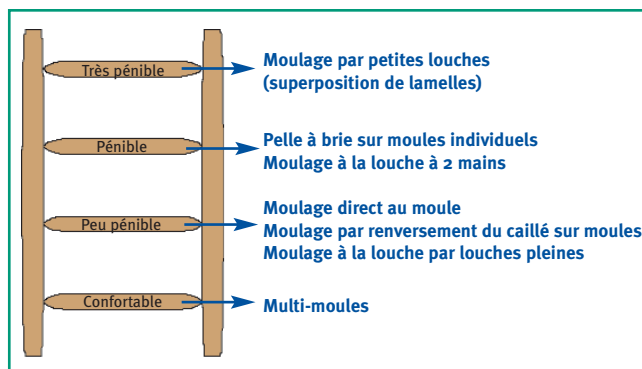 Très pénible
Moulage par petites louches
(superposition de lamelles)
Pénible
Pelle à brie sur moules individuels
Moulage à la louche à 2 mains
Peu pénible
Moulage direct au moule
Moulage par renversement du caillé sur moules
Moulage à la louche par louches pleines
Confortable
Multi-moules